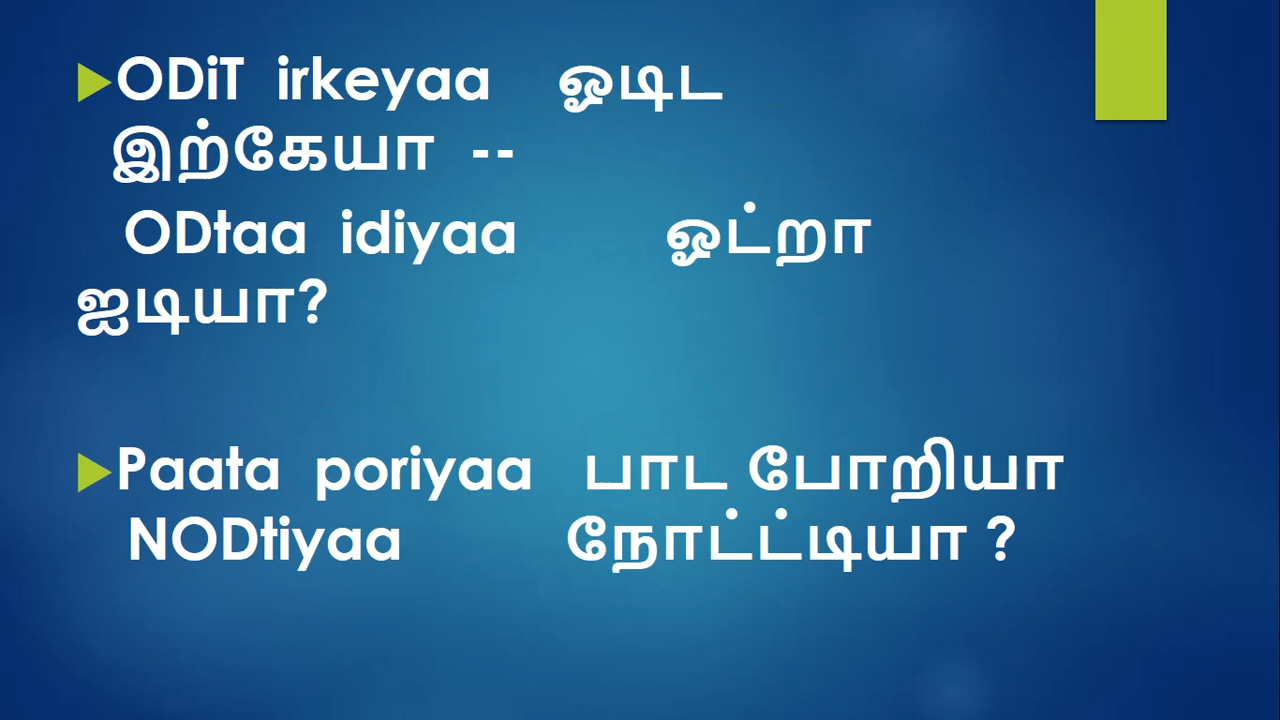 ODiT irkeyaa ஓடிட
இற்கேயா --
ODtaa idiyaa ஓட்றா
ஐடியா?
Paata poriyaa பாட போறியா
NODtiyaa நோட்ட்டியா ?